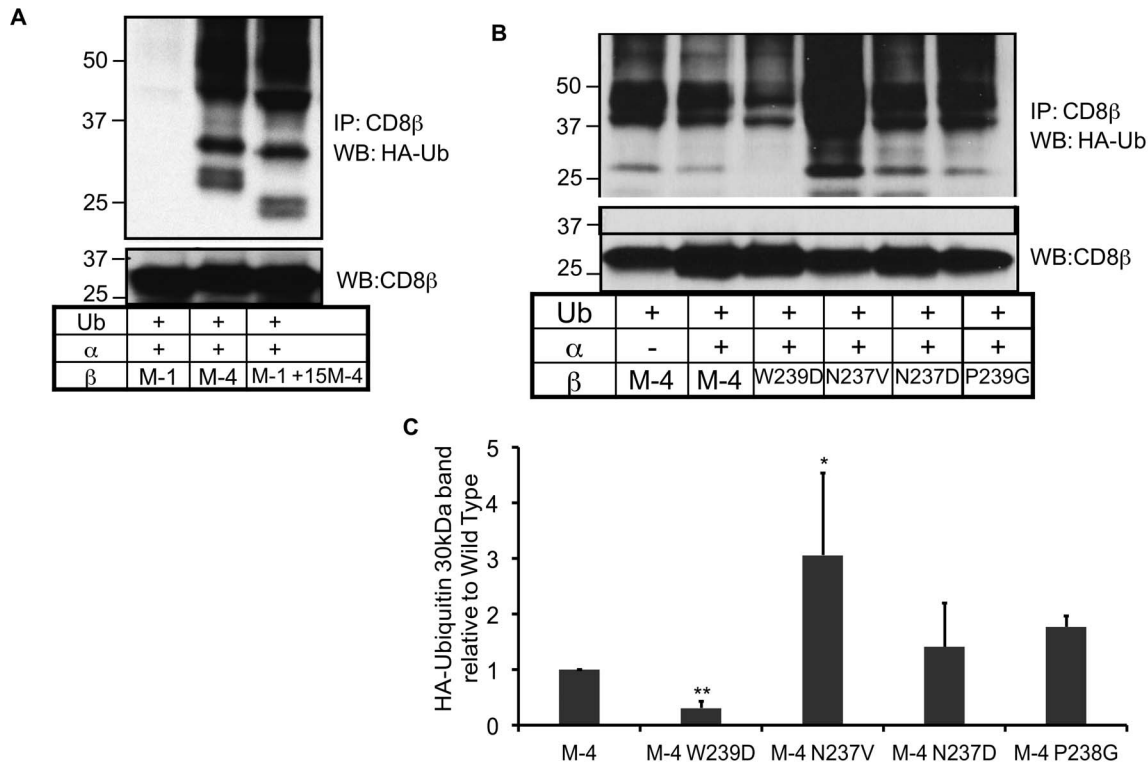 A
50
37
25
IP: CD8β
WB: HA-Ub
37
25
WB:CD8β
Ub + + +
α + + +
β M-1 M-4 M-1 +15M-4
B
50
37
25
IP: CD8β
WB: HA-Ub
37
25
WB:CD8β
Ub + + + + + +
α - + + + + +
β M-4 M-4 W239D N237V N237D P239G
C
HA-Ubiquitin 30kDa band
relative to Wild Type
5
4
3
2
1
0
*
**
M-4 M-4 W239D M-4 N237V M-4 N237D M-4 P238G